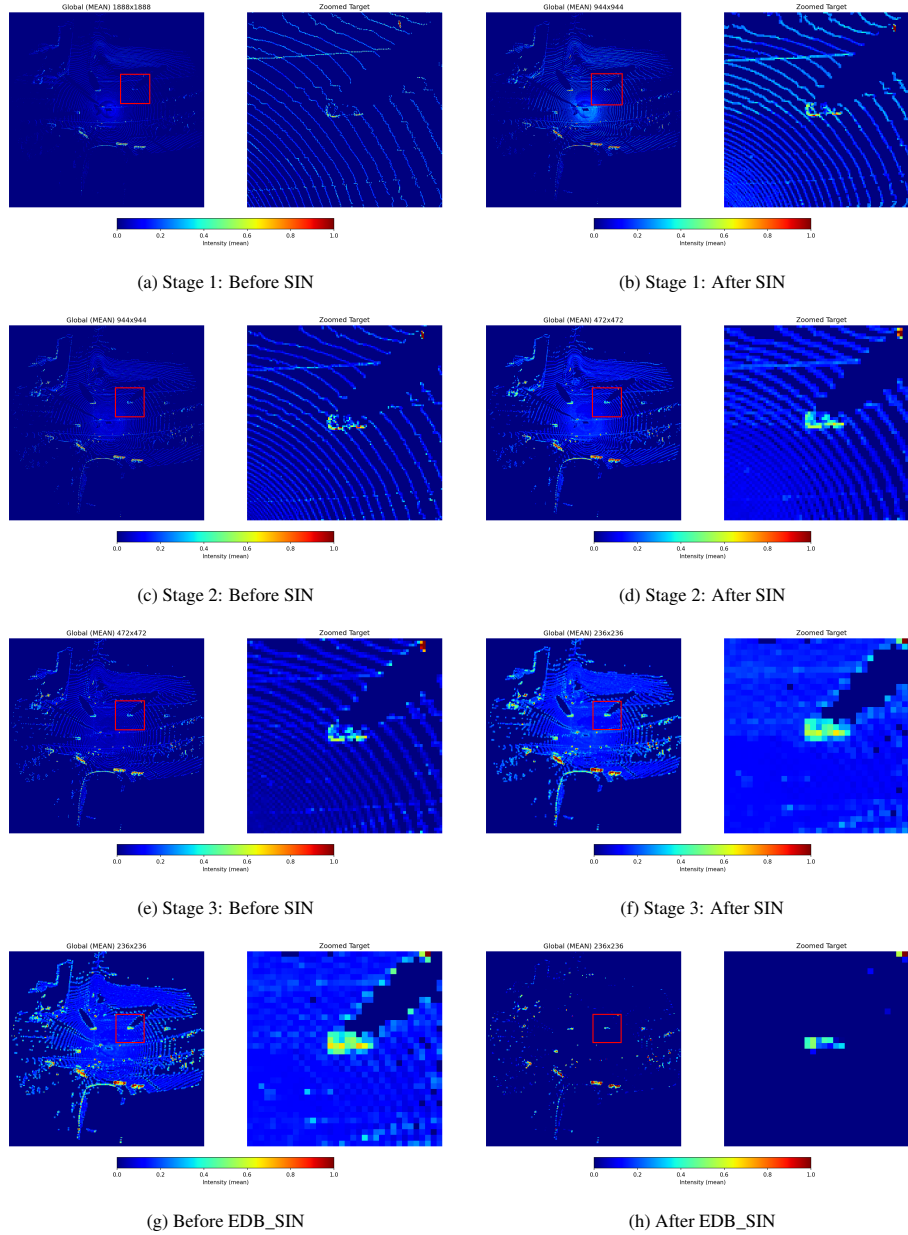 Global (MEAN) 1888x1888 Zoomed Target Global (MEAN) 944x944 Zoomed Target
0.0 0.2 0.4 0.6 0.8 1.0 0.0 0.2 0.4 0.6 0.8 1.0
Intensity (mean) Intensity (mean)
(a) Stage 1: Before SIN (b) Stage 1: After SIN
Global (MEAN) 944x944 Zoomed Target Global (MEAN) 472x472 Zoomed Target
0.0 0.2 0.4 0.6 0.8 1.0 0.0 0.2 0.4 0.6 0.8 1.0
Intensity (mean) Intensity (mean)
(c) Stage 2: Before SIN (d) Stage 2: After SIN
Global (MEAN) 472x472 Zoomed Target Global (MEAN) 236x236 Zoomed Target
0.0 0.2 0.4 0.6 0.8 1.0 0.0 0.2 0.4 0.6 0.8 1.0
Intensity (mean) Intensity (mean)
(e) Stage 3: Before SIN (f) Stage 3: After SIN
Global (MEAN) 236x236 Zoomed Target Global (MEAN) 236x236 Zoomed Target
0.0 0.2 0.4 0.6 0.8 1.0 0.0 0.2 0.4 0.6 0.8 1.0
Intensity (mean) Intensity (mean)
(g) Before EDB_SIN (h) After EDB_SIN